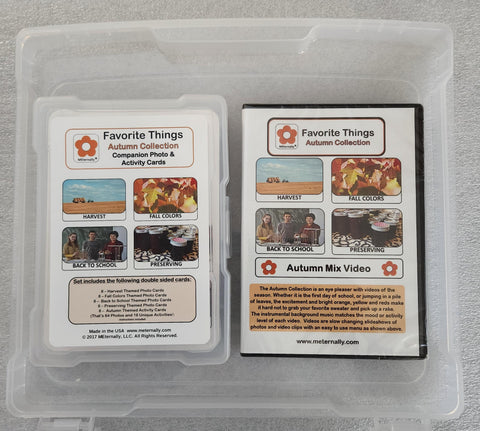 MEternally®
Favorite Things
Autumn Collection
Companion Photo &
Activity Cards
HARVEST
FALL COLORS
BACK TO SCHOOL
PRESERVING
Set includes the following double sided cards:
8 - Harvest Themed Photo Cards
8 - Fall Colors Themed Photo Cards
8 - Back to School Themed Photo Cards
8 - Preserving Themed Photo Cards
8 - Autumn Themed Activity Cards
(That's 64 Photos and 16 Unique Activities!)
Made in the USA www.meternally.com
© 2017 MEternally, LLC. All Rights Reserved.
MEternally®
Favorite Things
Autumn Collection
HARVEST
FALL COLORS
BACK TO SCHOOL
PRESERVING
Autumn Mix Video
The Autumn Collection is an eye pleaser with videos of the
season. Whether it is the first day of school, or jumping in a pile
of leaves, the excitement and bright orange, yellow and reds make
it hard not to grab your favorite sweater and pick up a rake.
The instrumental background music matches the mood or activity
level of each video. Videos are slow changing slideshows of
photos and video clips with an easy to use menu as shown above.
www.meternally.com